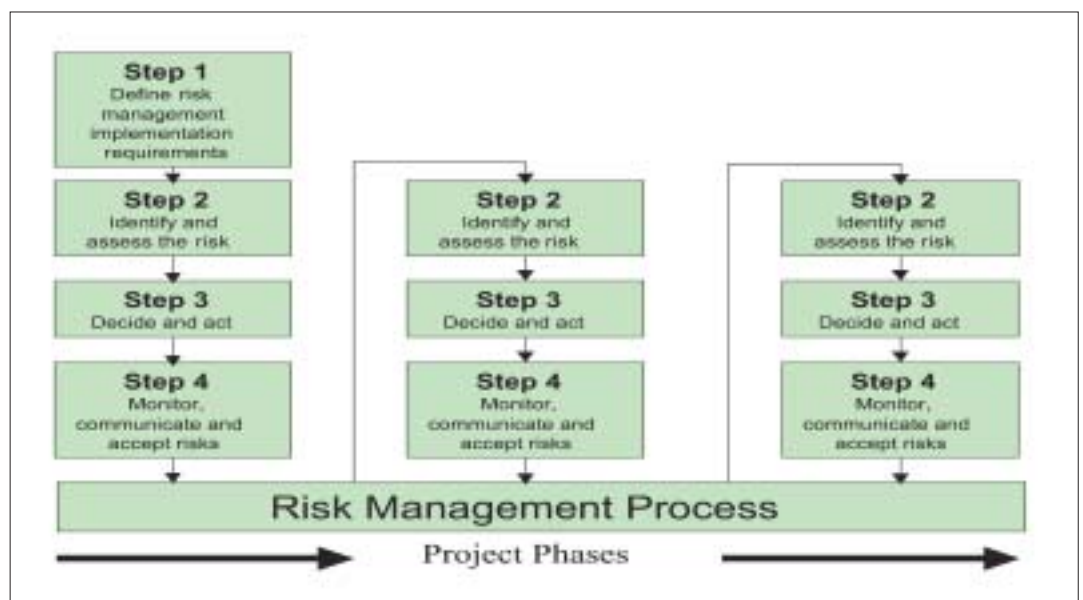 Step 1
Define risk
management
implementation
requirements
Step 2
Identify and
assess the risk
Step 3
Decide and act
Step 4
Monitor,
communicate and
accept risks
Step 2
Identify and
assess the risk
Step 3
Decide and act
Step 4
Monitor,
communicate and
accept risks
Step 2
Identify and
assess the risk
Step 3
Decide and act
Step 4
Monitor,
communicate and
accept risks
Risk Management Process
Project Phases